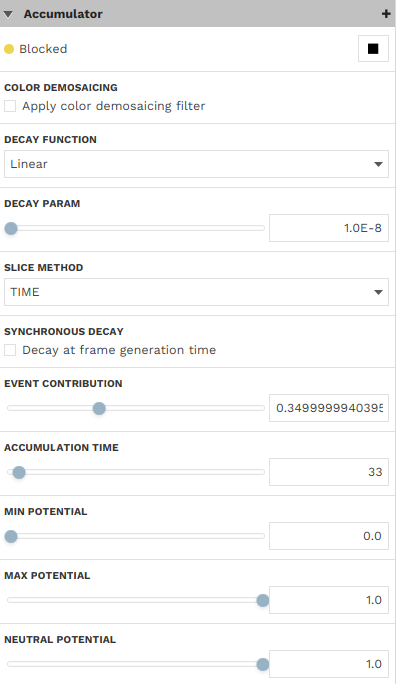 Accumulator
Blocked
COLOR DEMOSAICING
Apply color demosaicing filter
DECAY FUNCTION
Linear
DECAY PARAM
1.0E-8
SLICE METHOD
TIME
SYNCHRONOUS DECAY
Decay at frame generation time
EVENT CONTRIBUTION
0.3499999940395
ACCUMULATION TIME
33
MIN POTENTIAL
0.0
MAX POTENTIAL
1.0
NEUTRAL POTENTIAL
1.0